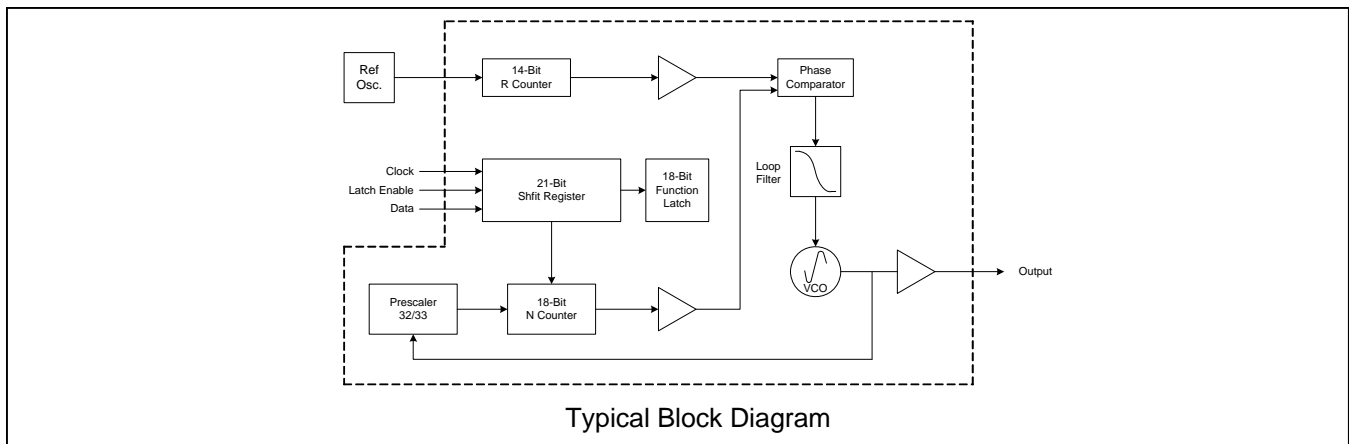 Ref
Osc.
14-Bit
R Counter
Phase
Comparator
Clock
Latch Enable
Data
21-Bit
Shfit Register
18-Bit
Function
Latch
Loop
Filter
VCO
Output
Prescaler
32/33
18-Bit
N Counter
Typical Block Diagram